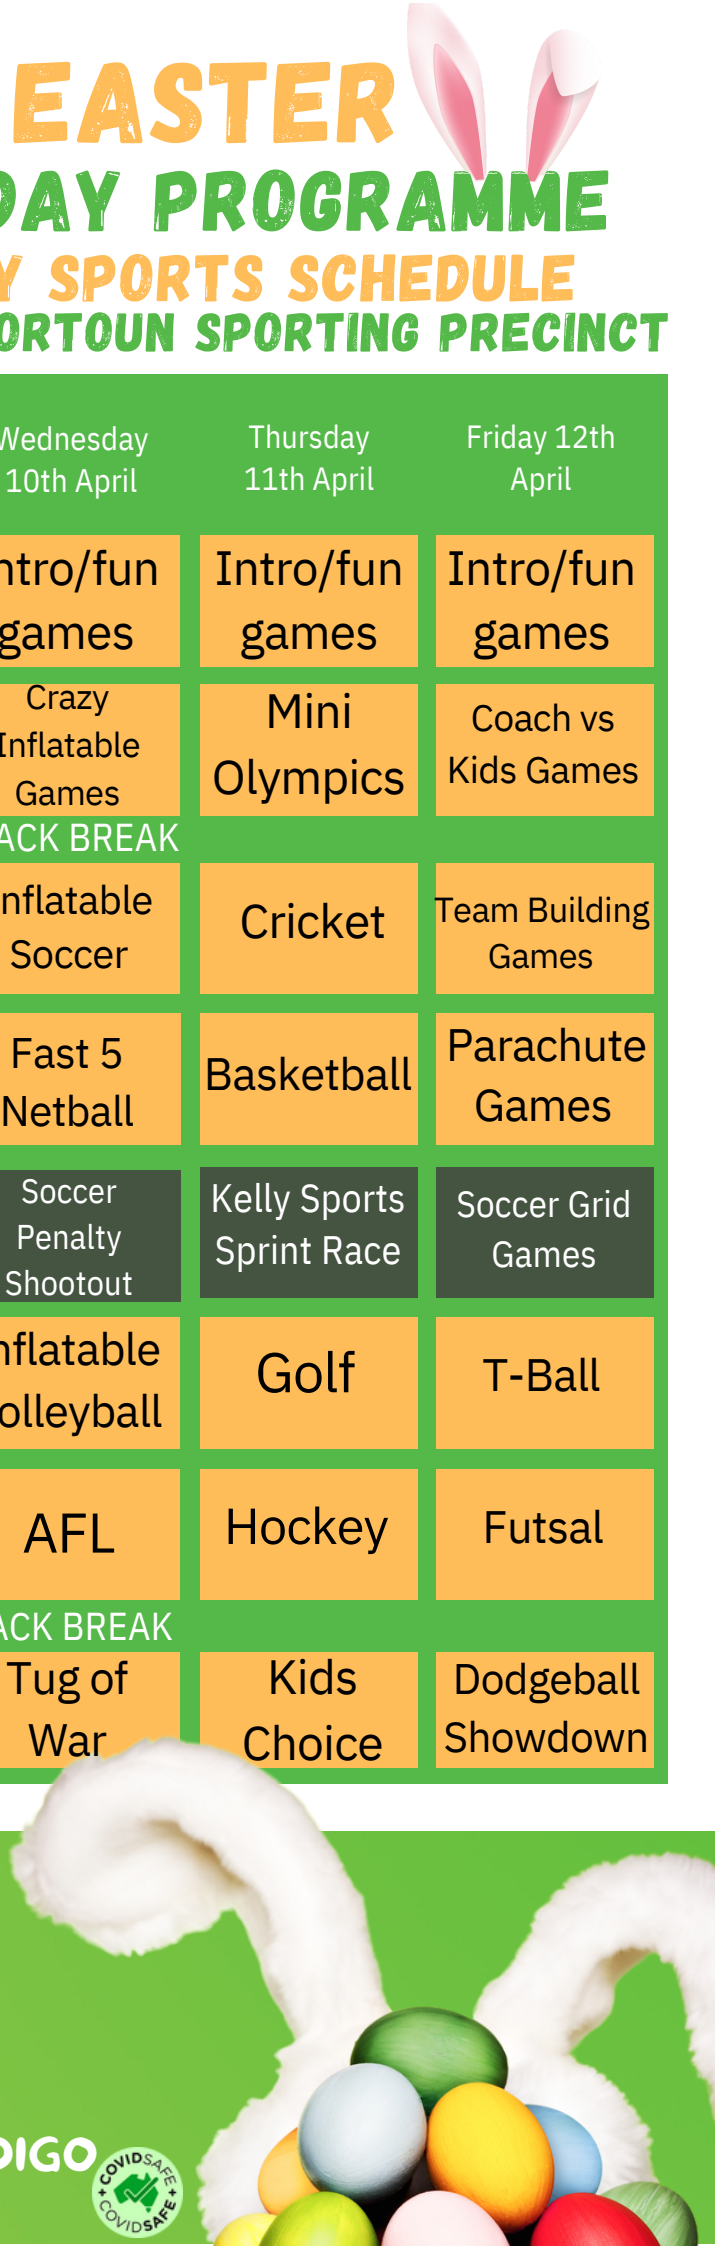 EASTER
DAY PROGRAMME
Y SPORTS SCHEDULE
ORTOUN SPORTING PRECINCT
Wednesday
10th April
Thursday
11th April
Friday 12th
April
ntro/fun
games
Intro/fun
games
Intro/fun
games
Crazy
Inflatable
Games
Mini
Olympics
Coach vs
Kids Games
ACK BREAK
nflatable
Soccer
Cricket
Team Building
Games
Fast 5
Netball
Basketball
Parachute
Games
Soccer
Penalty
Shootout
Kelly Sports
Sprint Race
Soccer Grid
Games
nflatable
olleyball
Golf
T-Ball
AFL
Hockey
Futsal
ACK BREAK
Tug of
War
Kids
Choice
Dodgeball
Showdown
DIGO
COVIDSAFE
COVIDSAFE